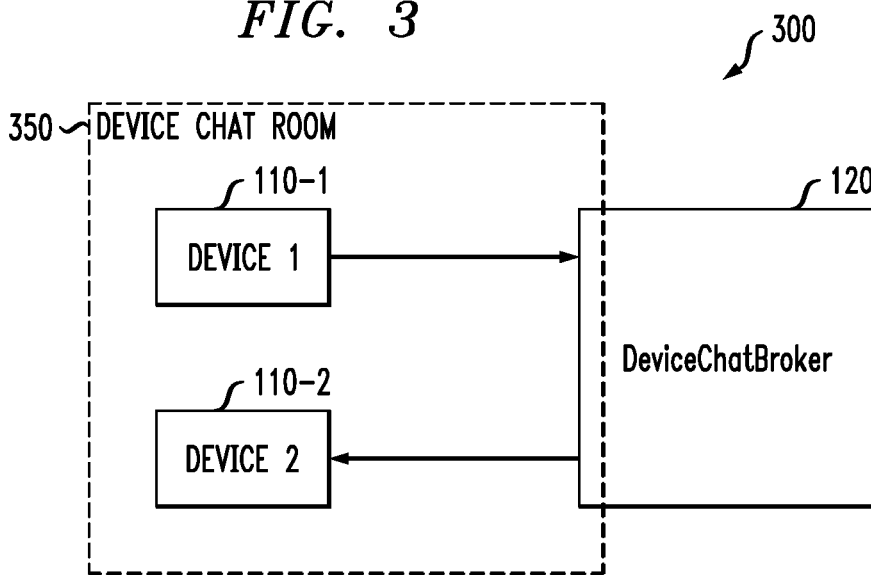 FIG. 3
300
350 DEVICE CHAT ROOM
110-1
120
DEVICE 1
DeviceChatBroker
110-2
DEVICE 2